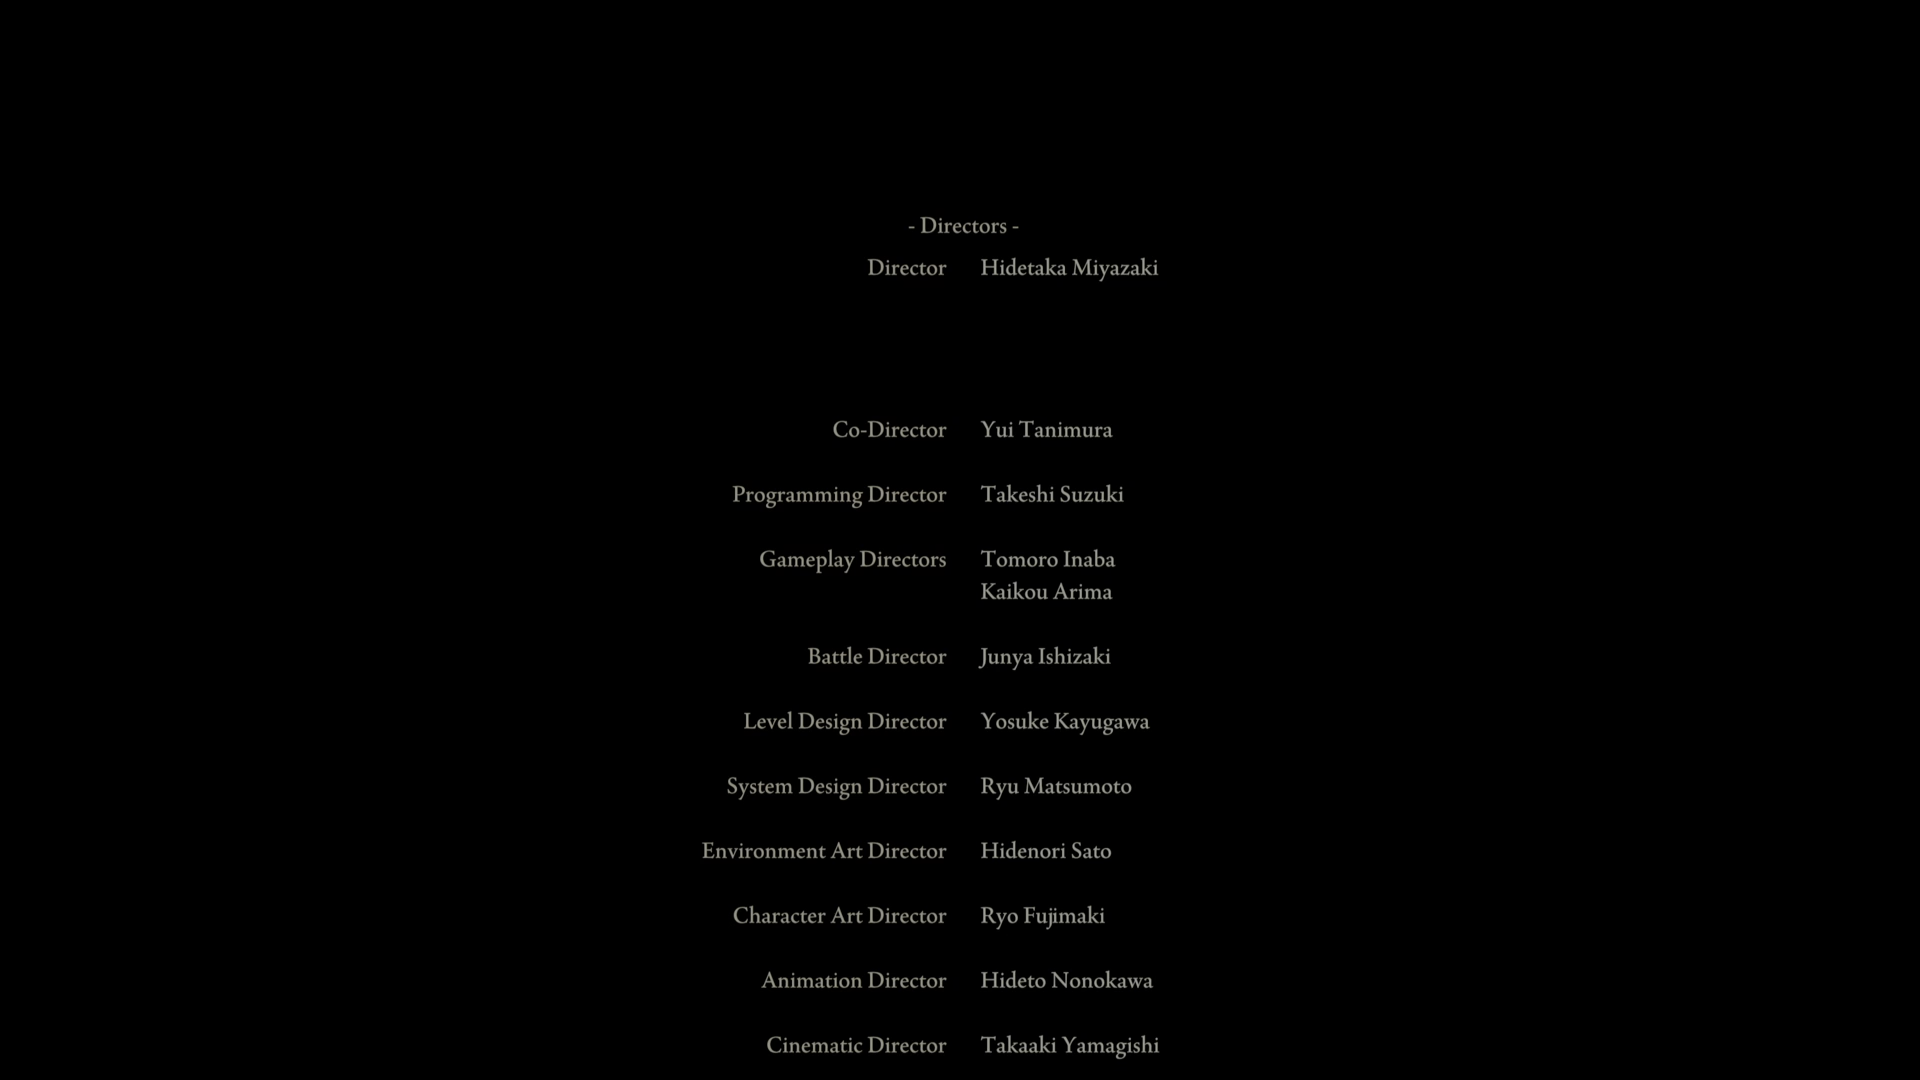 - Directors -
Director Hidetaka Miyazaki
Co-Director Yui Tanimura
Programming Director Takeshi Suzuki
Gameplay Directors Tomoro Inaba
Kaikou Arima
Battle Director Junya Ishizaki
Level Design Director Yosuke Kayugawa
System Design Director Ryu Matsumoto
Environment Art Director Hidenori Sato
Character Art Director Ryo Fujimaki
Animation Director Hideto Nonokawa
Cinematic Director Takaaki Yamagishi